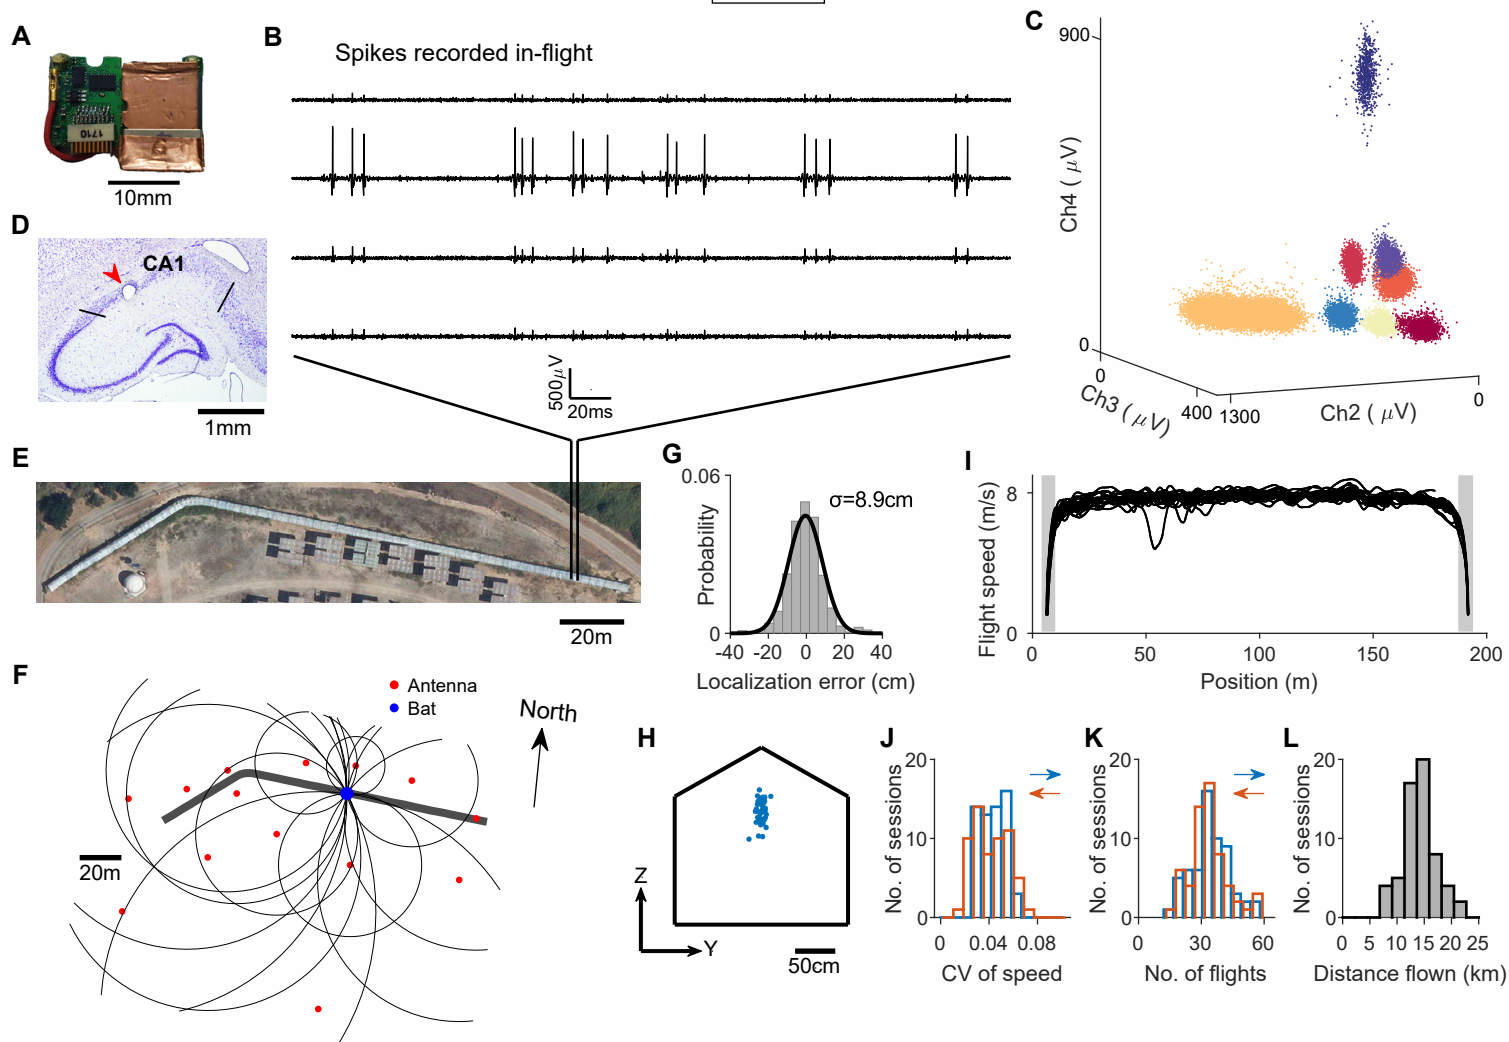 A
1710
10mm
B
Spikes recorded in-flight
500μV
20ms
C
900
Ch4 ( μV)
0
0
Ch3 ( μV)
400
1300
Ch2 ( μV)
0
D
CA1
1mm
E
20m
F
Antenna
Bat
North
20m
G
0.06
Probability
0
σ=8.9cm
-40 -20 0 20 40
Localization error (cm)
H
Z
Y
50cm
I
8
Flight speed (m/s)
0
0 50 100 150 200
Position (m)
J
20
No. of sessions
10
0
0 0.04 0.08
CV of speed
K
20
No. of sessions
10
0
0 30 60
No. of flights
L
20
No. of sessions
10
0
0 5 10 15 20 25
Distance flown (km)